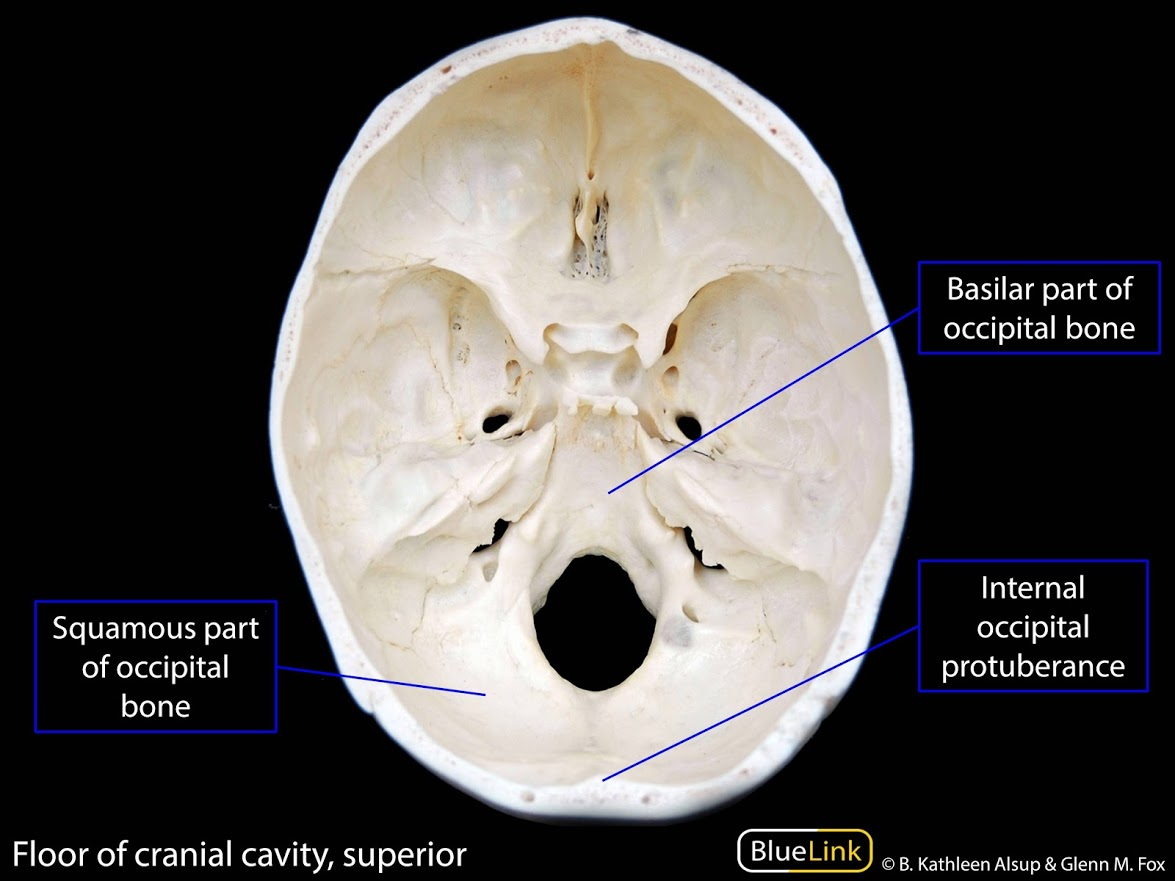 Basilar part of
occipital bone
Internal
occipital
protuberance
Squamous part
of occipital
bone
Floor of cranial cavity, superior
BlueLink
© B. Kathleen Alsup & Glenn M. Fox